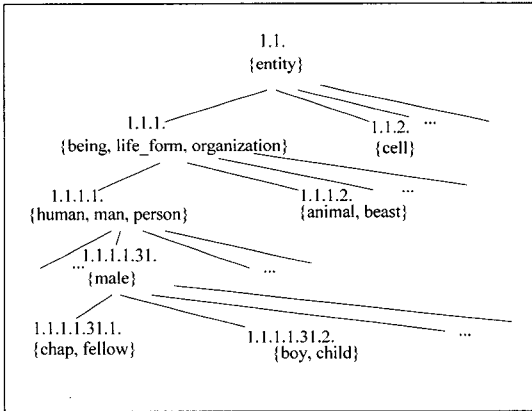 1.1.
{entity}
1.1.1.
{being, life_form, organization}
1.1.2.
{cell}
...
1.1.1.1.
{human, man, person}
1.1.1.2.
{animal, beast}
...
... 1.1.1.1.31.
{male}
...
1.1.1.1.31.1.
{chap, fellow}
1.1.1.1.31.2.
{boy, child}
...